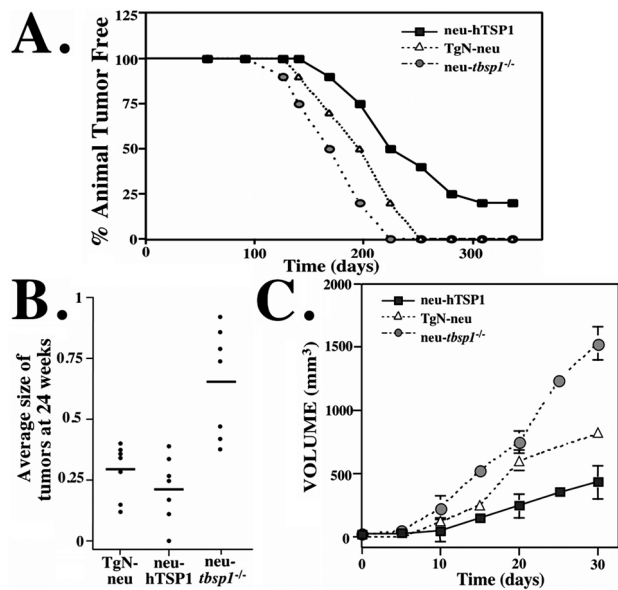 A.
% Animal Tumor Free
125
100
75
50
25
0
neu-hTSP1
TgN-neu
neu-tbsp1-/-
0 100 200 300
Time (days)
B.
Average size of
tumors at 24 weeks
1
0.75
0.5
0.25
0
TgN-
neu
neu-
hTSP1
neu-
tbsp1-/-
C.
VOLUME (mm³)
2000
1500
1000
500
0
neu-hTSP1
TgN-neu
neu-tbsp1-/-
0 10 20 30
Time (days)